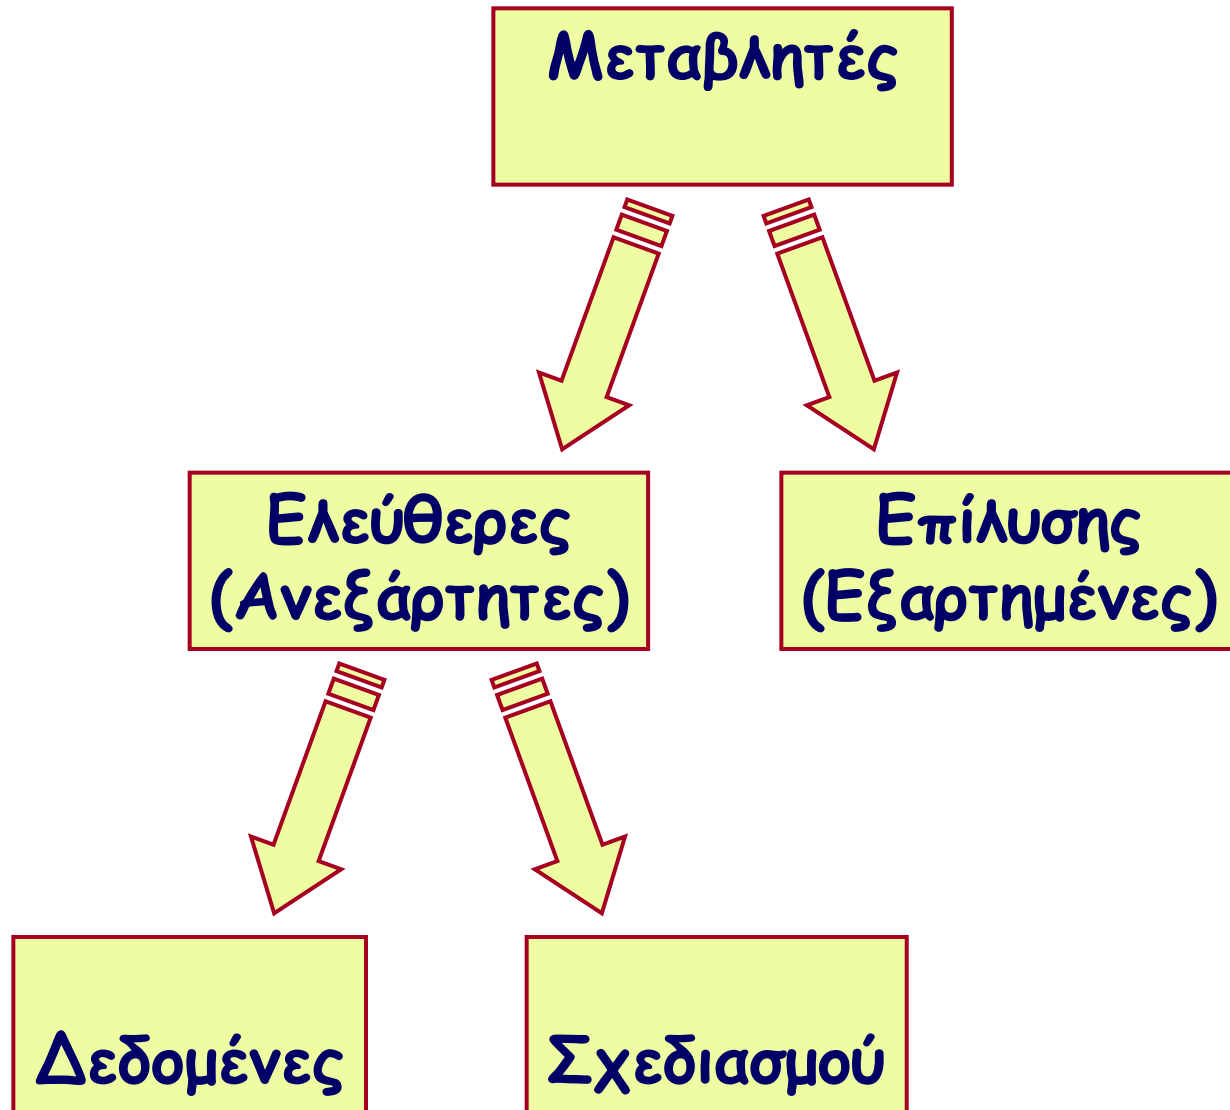 Μεταβλητές
Ελεύθερες
(Ανεξάρτητες)
Επίλυσης
(Εξαρτημένες)
Δεδομένες
Σχεδιασμού